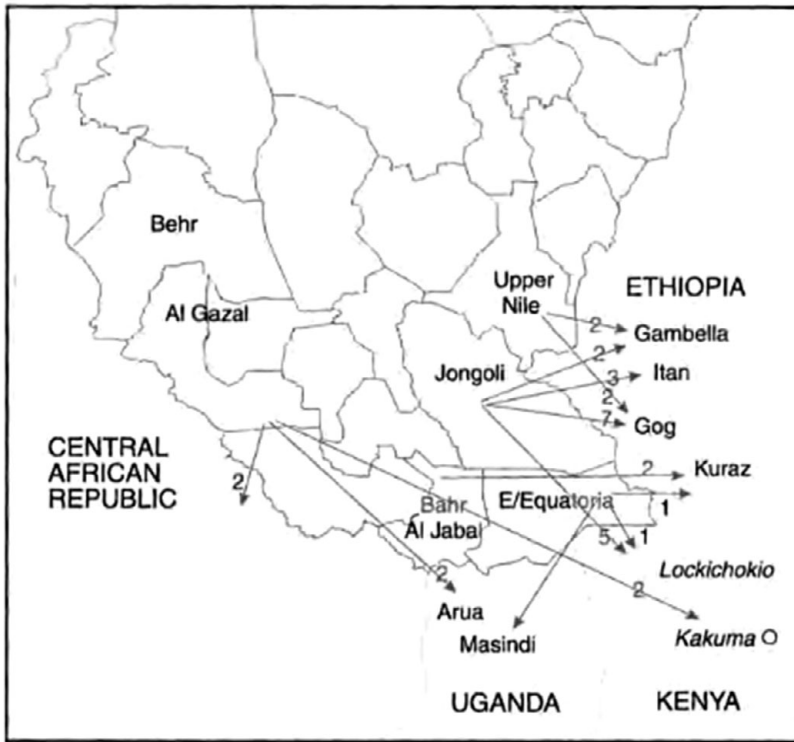 Behr
Upper
Nile
ETHIOPIA
Al Gazal
2
Gambella
2
Jongoli
3
Itan
2
7
Gog
CENTRAL
AFRICAN
REPUBLIC
2
2
Kuraz
Bahr
Al Jabal
E/Equatoria
1
5
1
Lockichokio
2
2
Arua
Masindi
Kakuma
UGANDA
KENYA